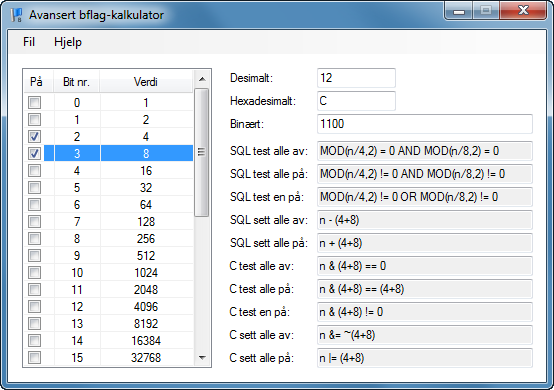 Avansert bflag-kalkulator
Fil Hjelp
På Bit nr. Verdi
0 1
1 2
2 4
3 8
4 16
5 32
6 64
7 128
8 256
9 512
10 1024
11 2048
12 4096
13 8192
14 16384
15 32768
Desimalt: 12
Hexadesimalt: C
Binært: 1100
SQL test alle av: MOD(n/4,2) = 0 AND MOD(n/8,2) = 0
SQL test alle på: MOD(n/4,2) != 0 AND MOD(n/8,2) != 0
SQL test en på: MOD(n/4,2) != 0 OR MOD(n/8,2) != 0
SQL sett alle av: n - (4+8)
SQL sett alle på: n + (4+8)
C test alle av: n & (4+8) == 0
C test alle på: n & (4+8) == (4+8)
C test en på: n & (4+8) != 0
C sett alle av: n &= ~(4+8)
C sett alle på: n |= (4+8)